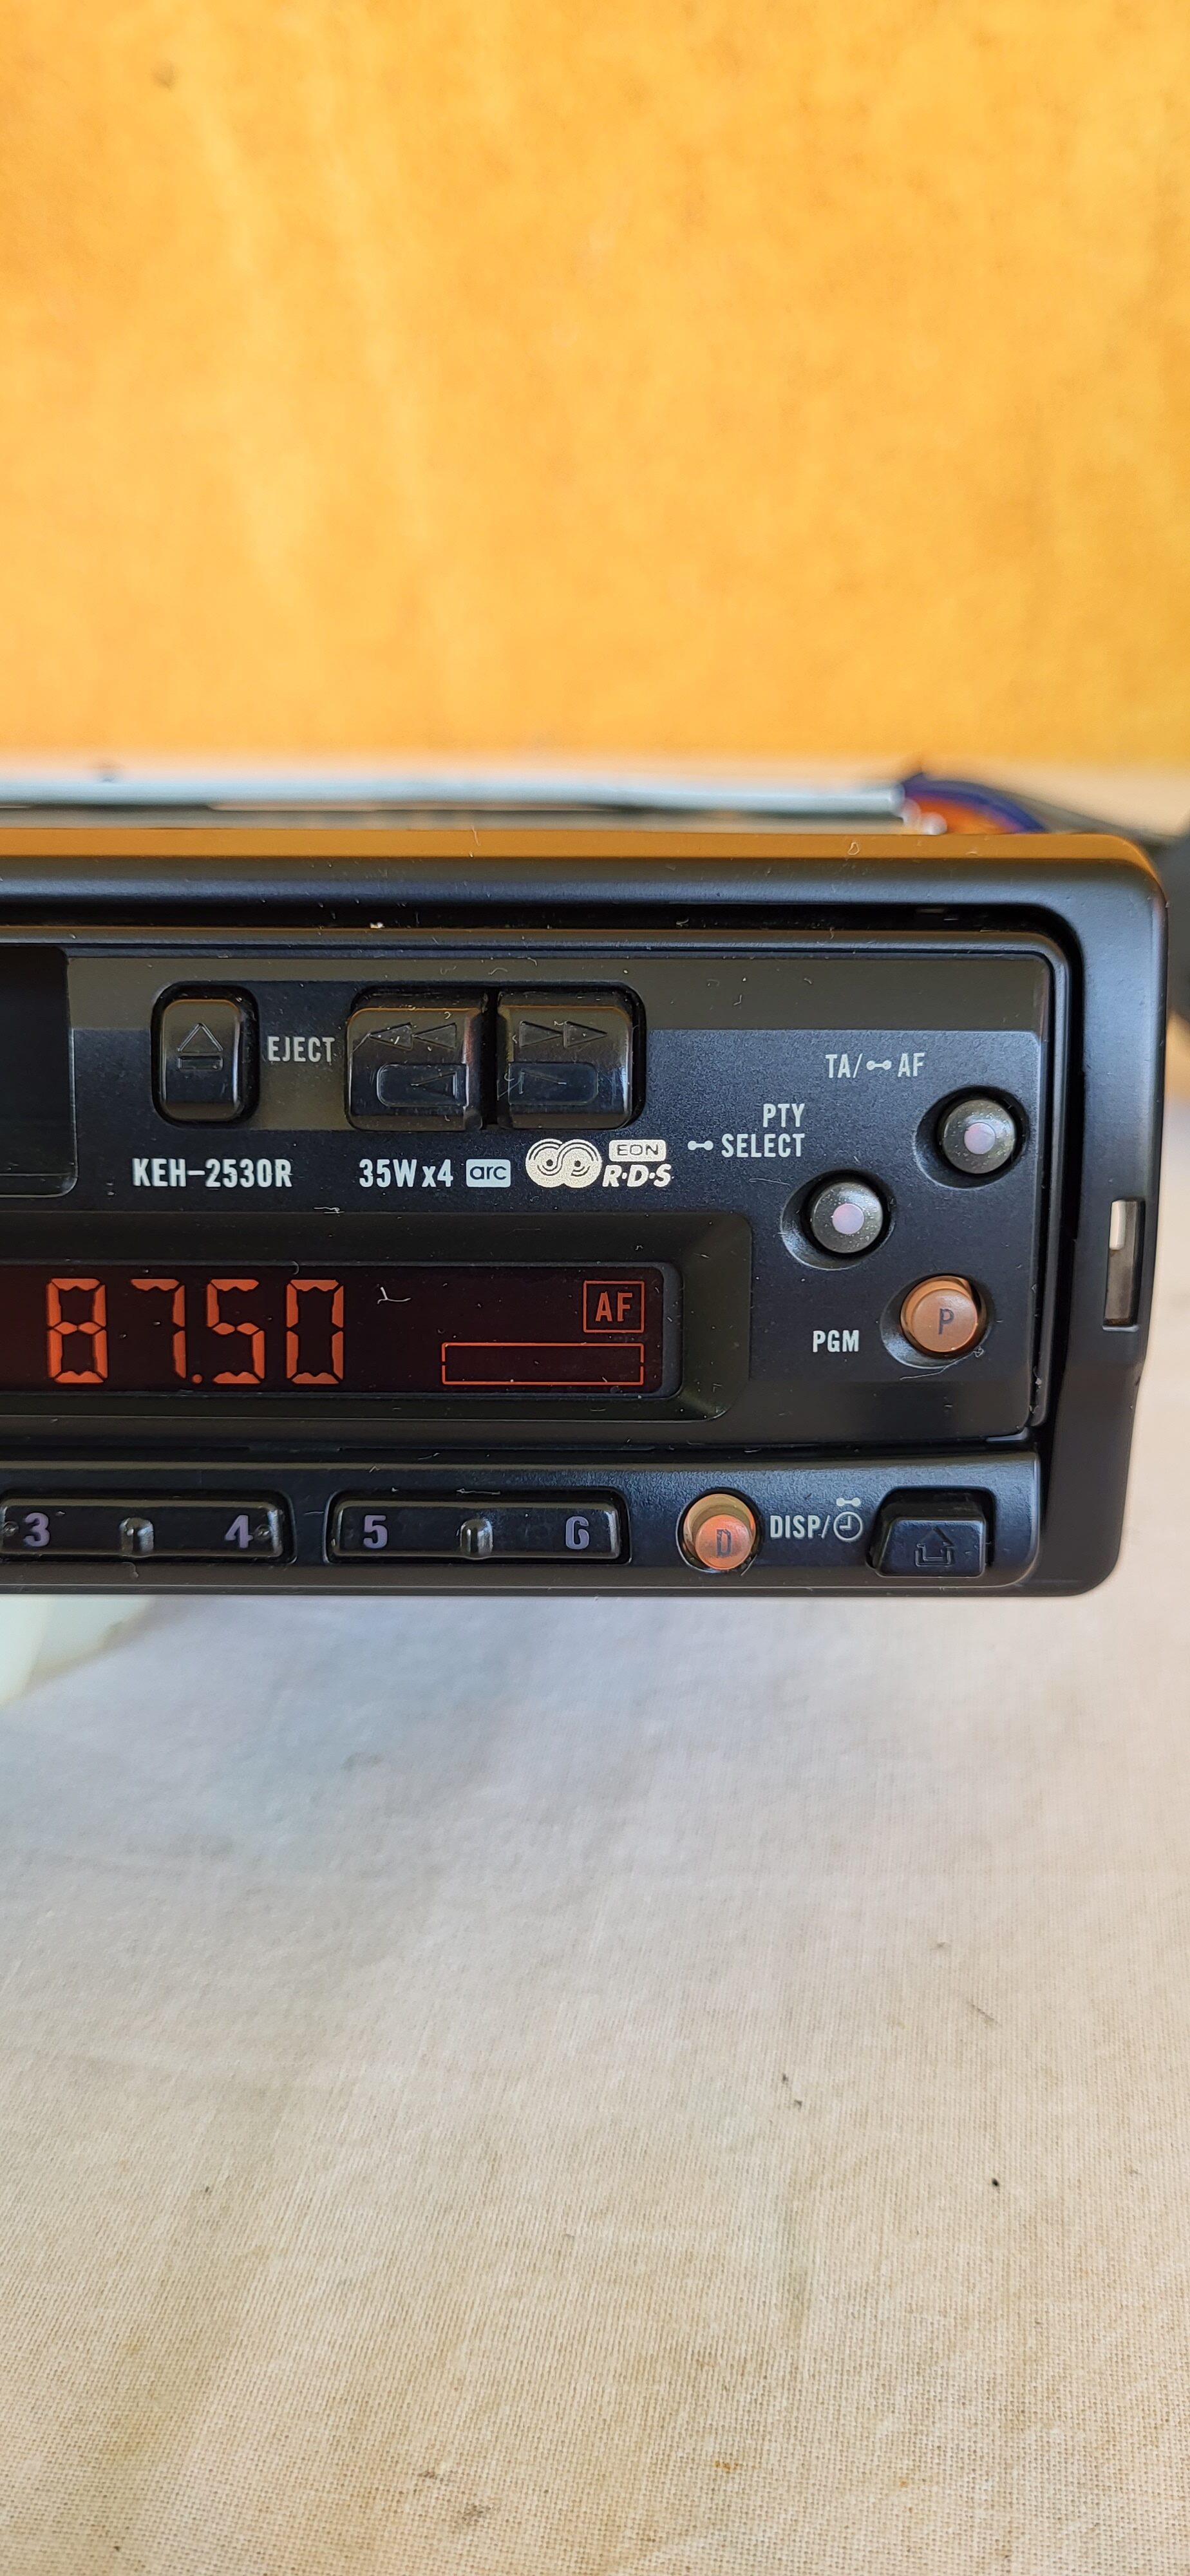 EJECT
TA/ AF
PTY
SELECT
KEH-2530R 35Wx4 arc EON
R·D·S
87.50 AF
PGM P
3 4 5 6 D DISP/